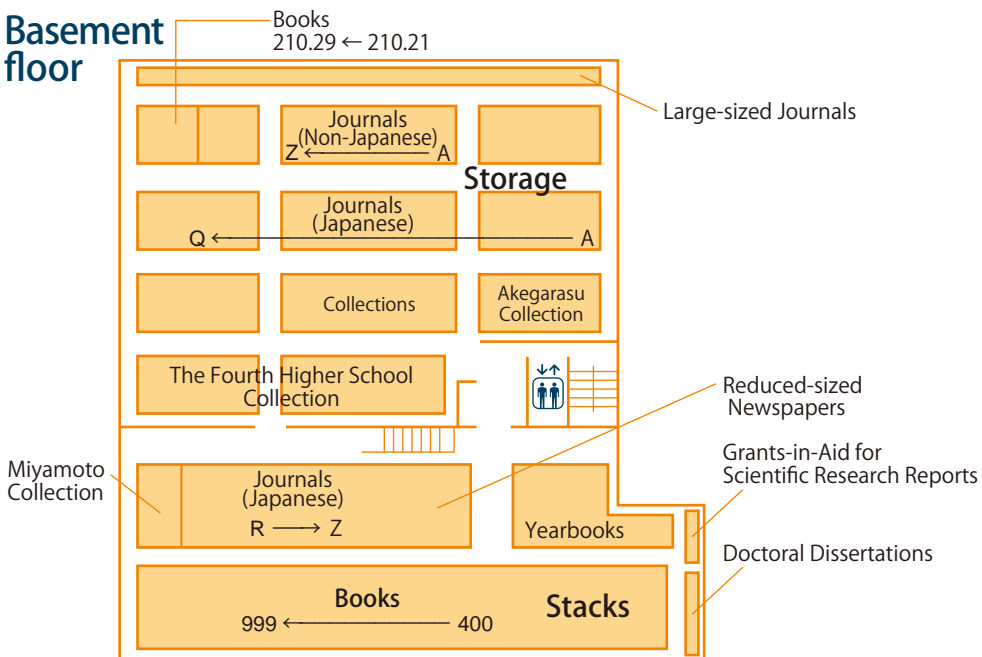 Basement
floor
Books
210.29 ← 210.21
Large-sized Journals
Journals
(Non-Japanese)
Z ← A
Storage
Journals
(Japanese)
Q ← A
Collections
Akegarasu
Collection
The Fourth Higher School
Collection
Reduced-sized
Newspapers
Grants-in-Aid for
Scientific Research Reports
Miyamoto
Collection
Journals
(Japanese)
R → Z
Yearbooks
Doctoral Dissertations
Books
999 ← 400
Stacks